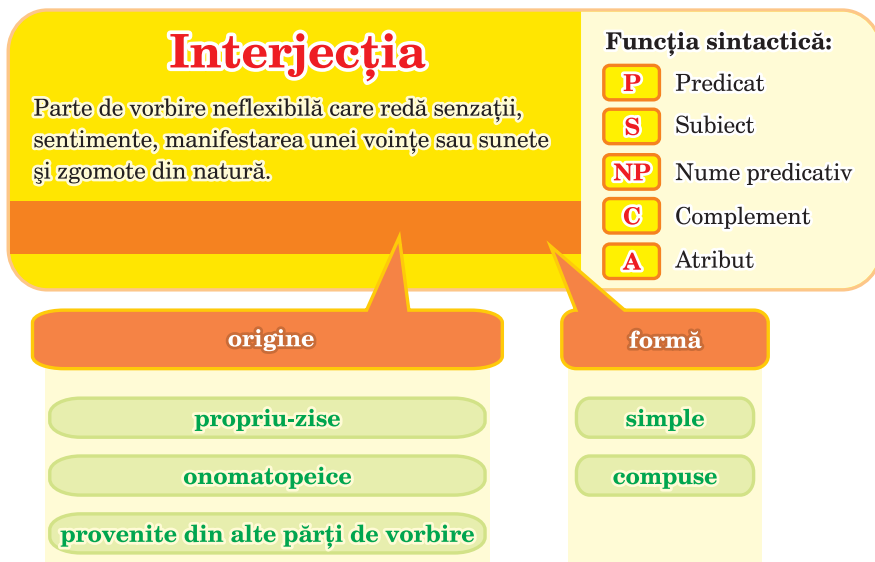 Interjecția
Parte de vorbire neflexibilă care redă senzații,
sentimente, manifestarea unei voințe sau sunete
şi zgomote din natură.
Funcția sintactică:
P Predicat
S Subiect
NP Nume predicativ
C Complement
A Atribut
origine
propriu-zise
onomatopeice
provenite din alte părți de vorbire
formă
simple
compuse